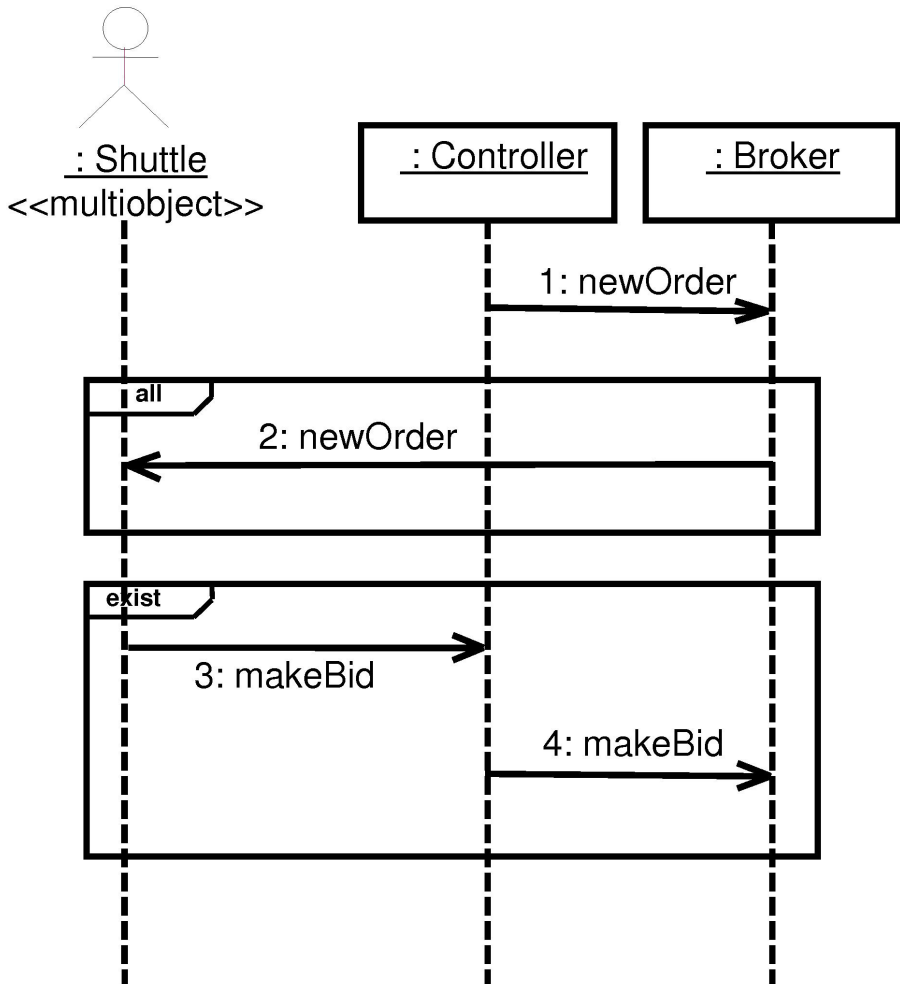 : Shuttle
<<multiobject>>
: Controller
: Broker
1: newOrder
all
2: newOrder
exist
3: makeBid
4: makeBid